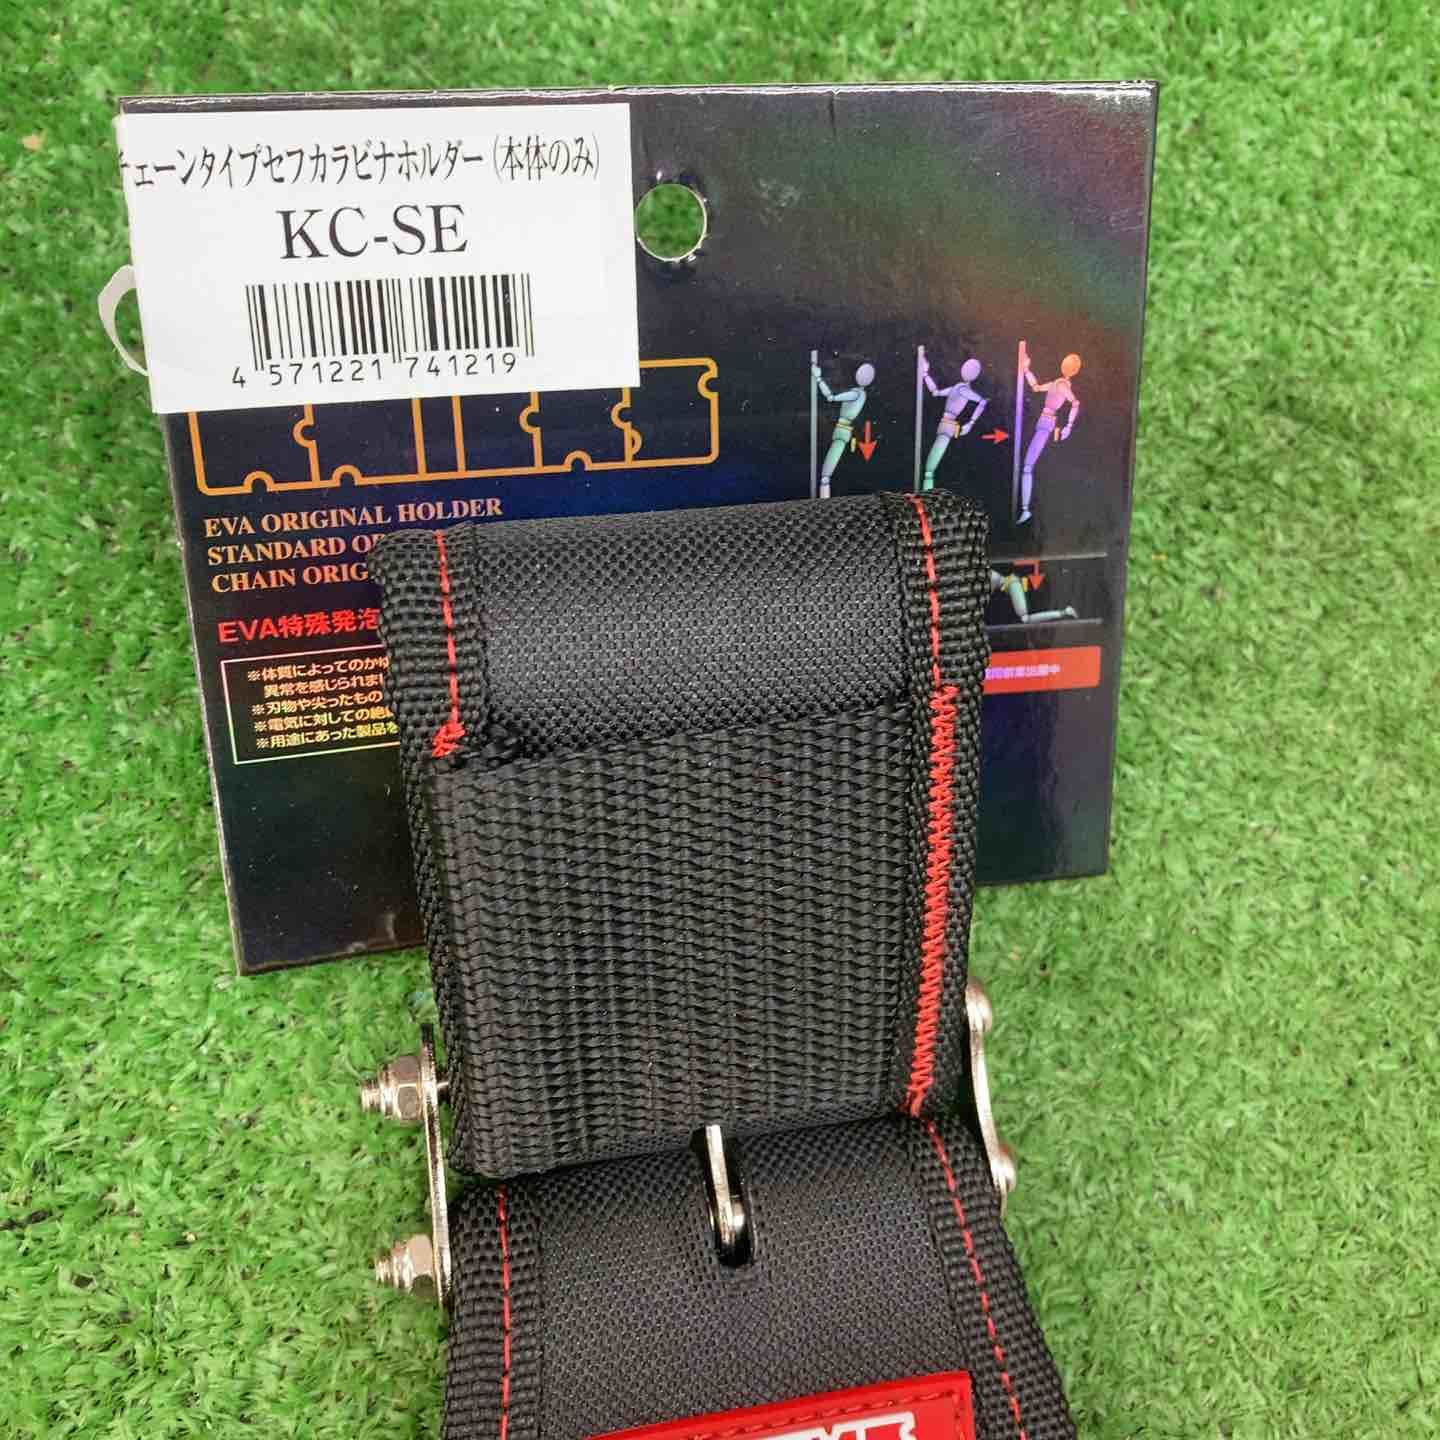 チェーンタイプセフカラビナホルダー (本体のみ)
KC-SE
4 571221 741219
EVA ORIGINAL HOLDER
STANDARD
CHAIN
EVA特殊発泡
※体質によってのかゆ
異常を感じられまし
※刃物や尖ったもの
※電気に対しての絶
※用途にあった製品を